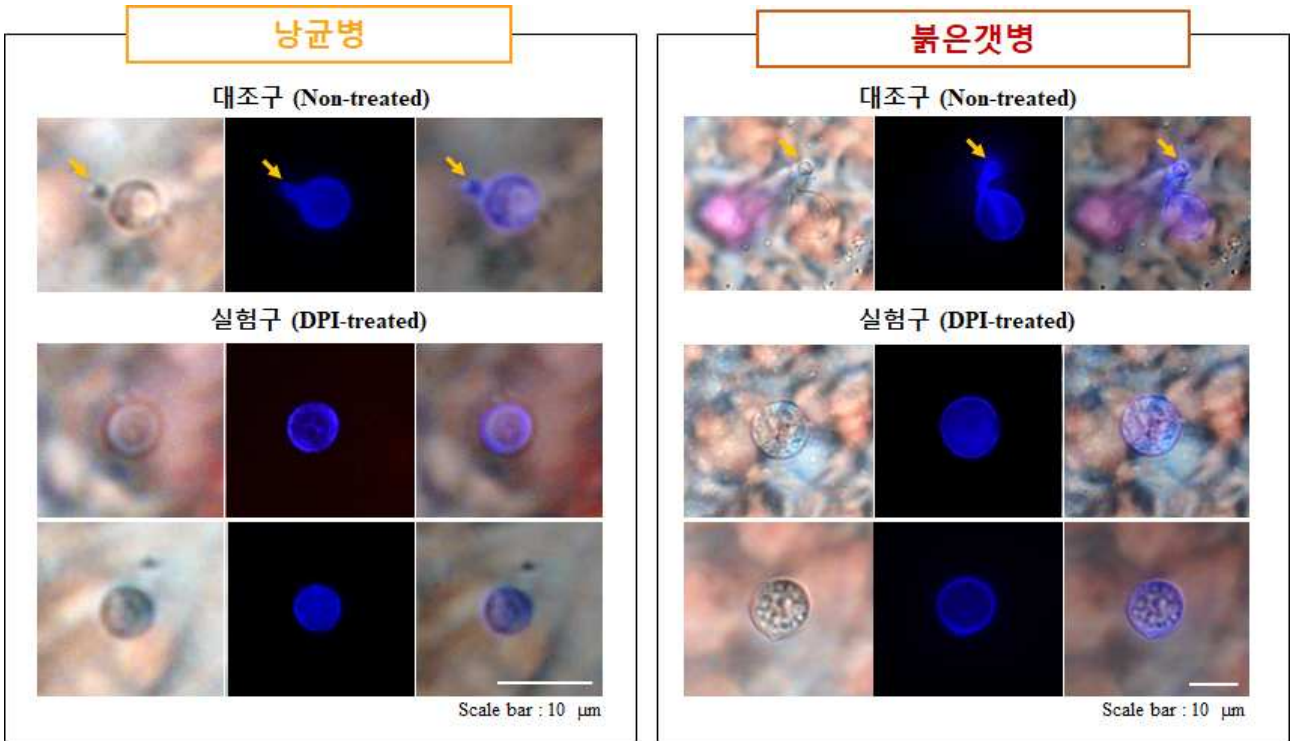 낭균병
대조구 (Non-treated)
실험구 (DPI-treated)
Scale bar : 10 μm
붉은갯병
대조구 (Non-treated)
실험구 (DPI-treated)
Scale bar : 10 μm